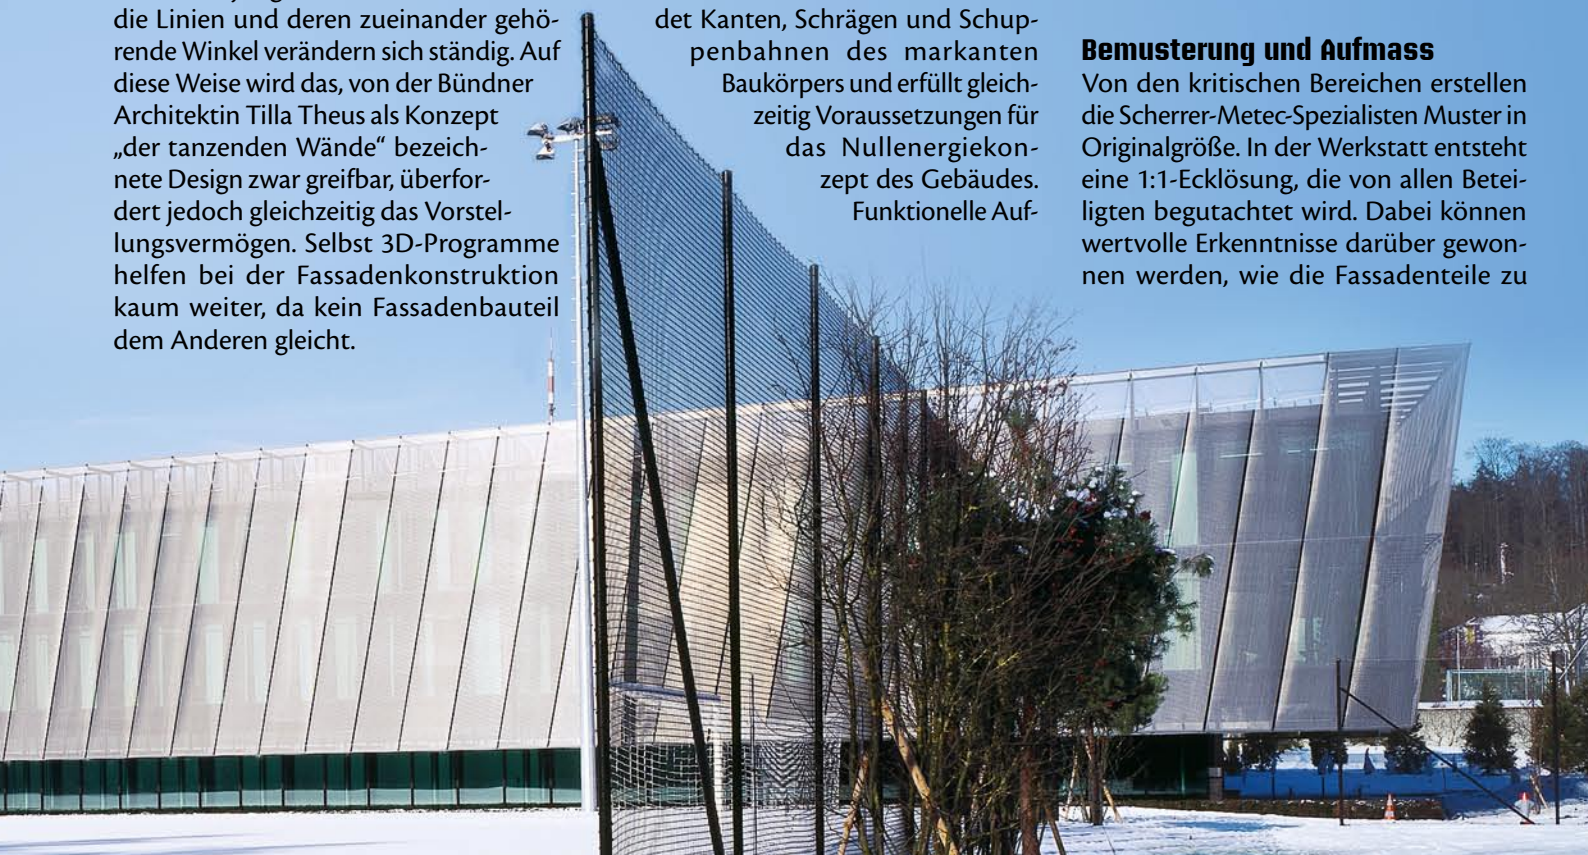 die Linien und deren zueinander gehö-
rende Winkel verändern sich ständig. Auf
diese Weise wird das, von der Bündner
Architektin Tilla Theus als Konzept
„der tanzenden Wände“ bezeich-
nete Design zwar greifbar, überfor-
dert jedoch gleichzeitig das Vorstel-
lungsvermögen. Selbst 3D-Programme
helfen bei der Fassadenkonstruktion
kaum weiter, da kein Fassadenbauteil
dem Anderen gleicht.
det Kanten, Schrägen und Schup-
penbahnen des markanten
Baukörpers und erfüllt gleich-
zeitig Voraussetzungen für
das Nullenergiekon-
zept des Gebäudes.
Funktionelle Auf-
Bemusterung und Aufmass
Von den kritischen Bereichen erstellen
die Scherrer-Metec-Spezialisten Muster in
Originalgröße. In der Werkstatt entsteht
eine 1:1-Ecklösung, die von allen Betei-
ligten begutachtet wird. Dabei können
wertvolle Erkenntnisse darüber gewon-
nen werden, wie die Fassadenteile zu